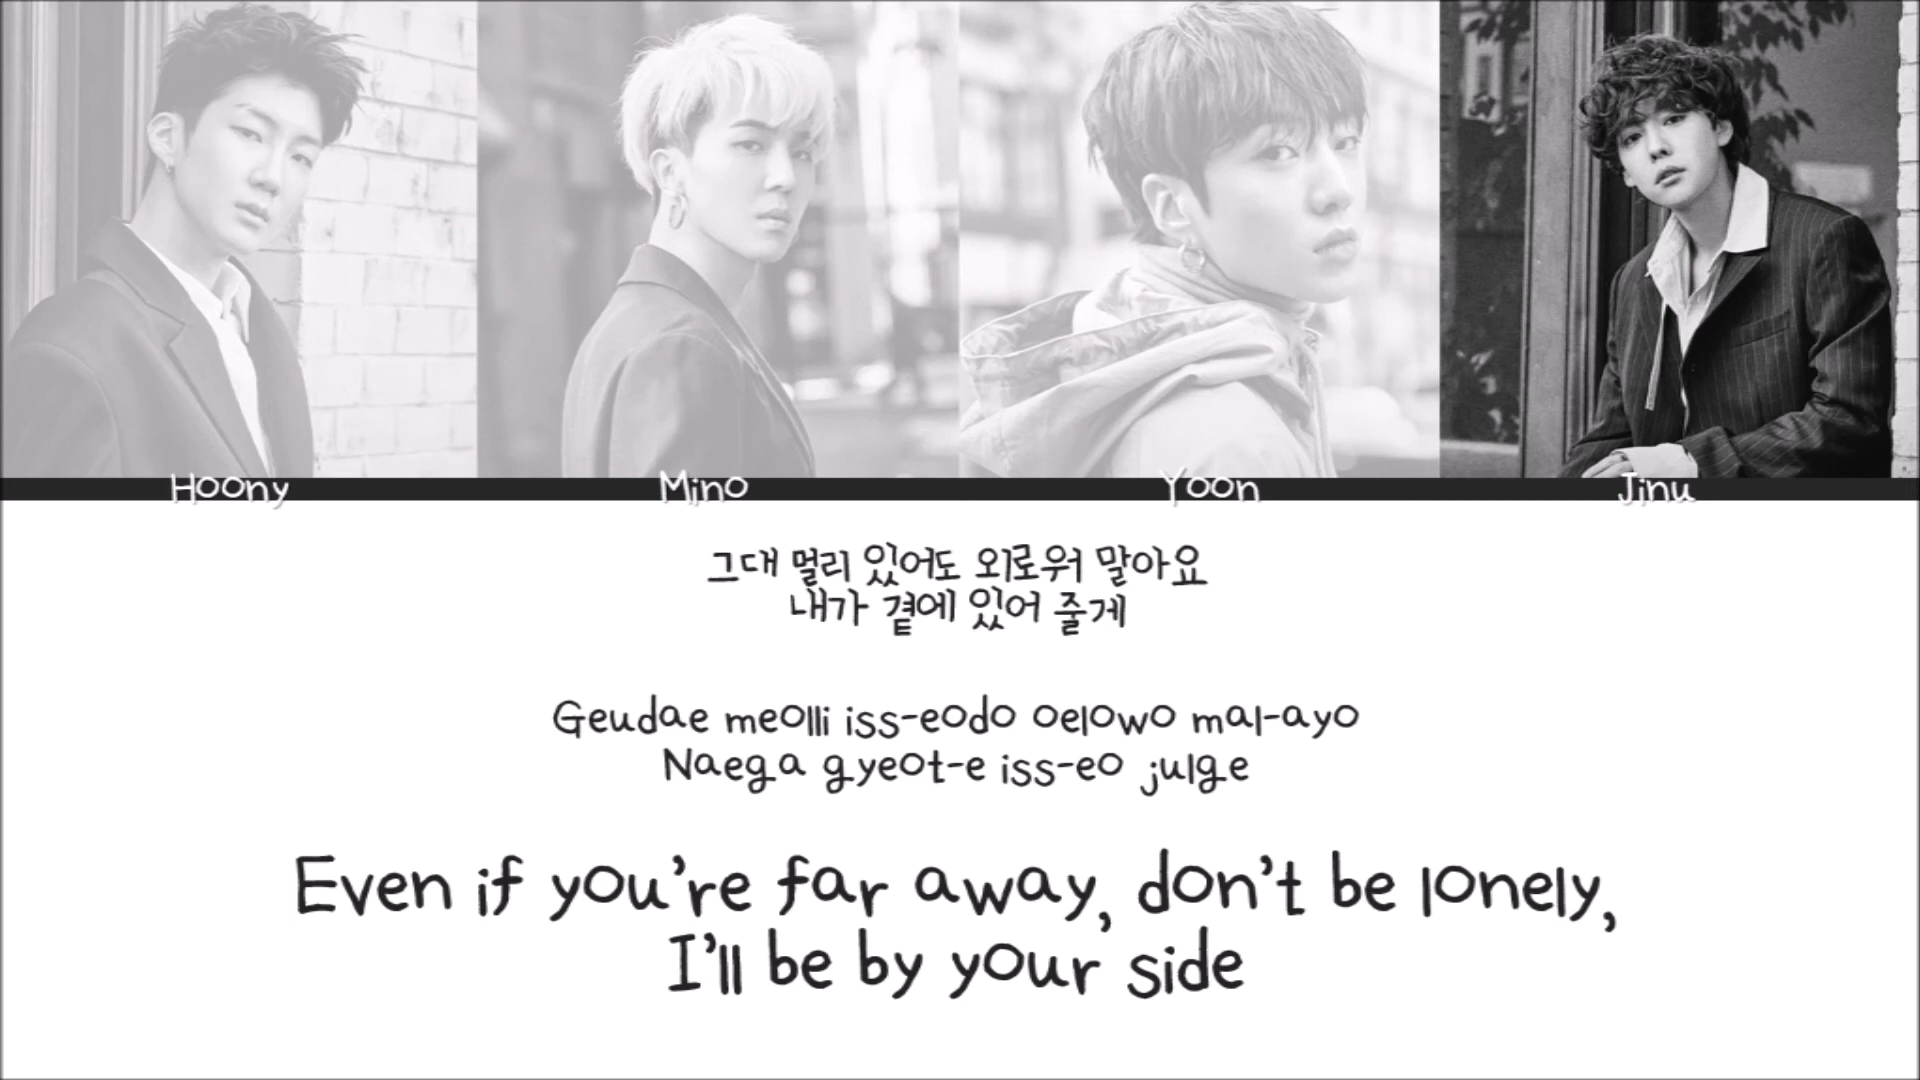 Hoony
Mino
Yoon
Jinu
그대 멀리 있어도 외로워 말아요
내가 곁에 있어 줄게
Geudae meolli iss-eodo oelowo mal-ayo
Naega gyeot-e iss-eo julge
Even if you're far away, don't be lonely,
I'll be by your side